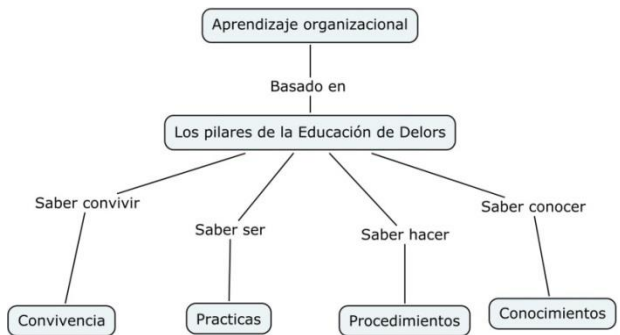 Aprendizaje organizacional
Basado en
Los pilares de la Educación de Delors
Saber convivir
Saber ser
Saber hacer
Saber conocer
Convivencia
Practicas
Procedimientos
Conocimientos